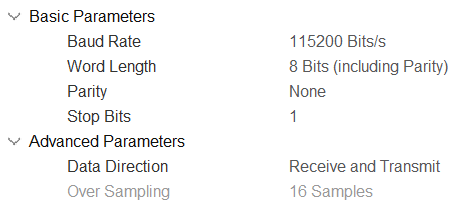 Basic Parameters
Baud Rate 115200 Bits/s
Word Length 8 Bits (including Parity)
Parity None
Stop Bits 1
Advanced Parameters
Data Direction Receive and Transmit
Over Sampling 16 Samples